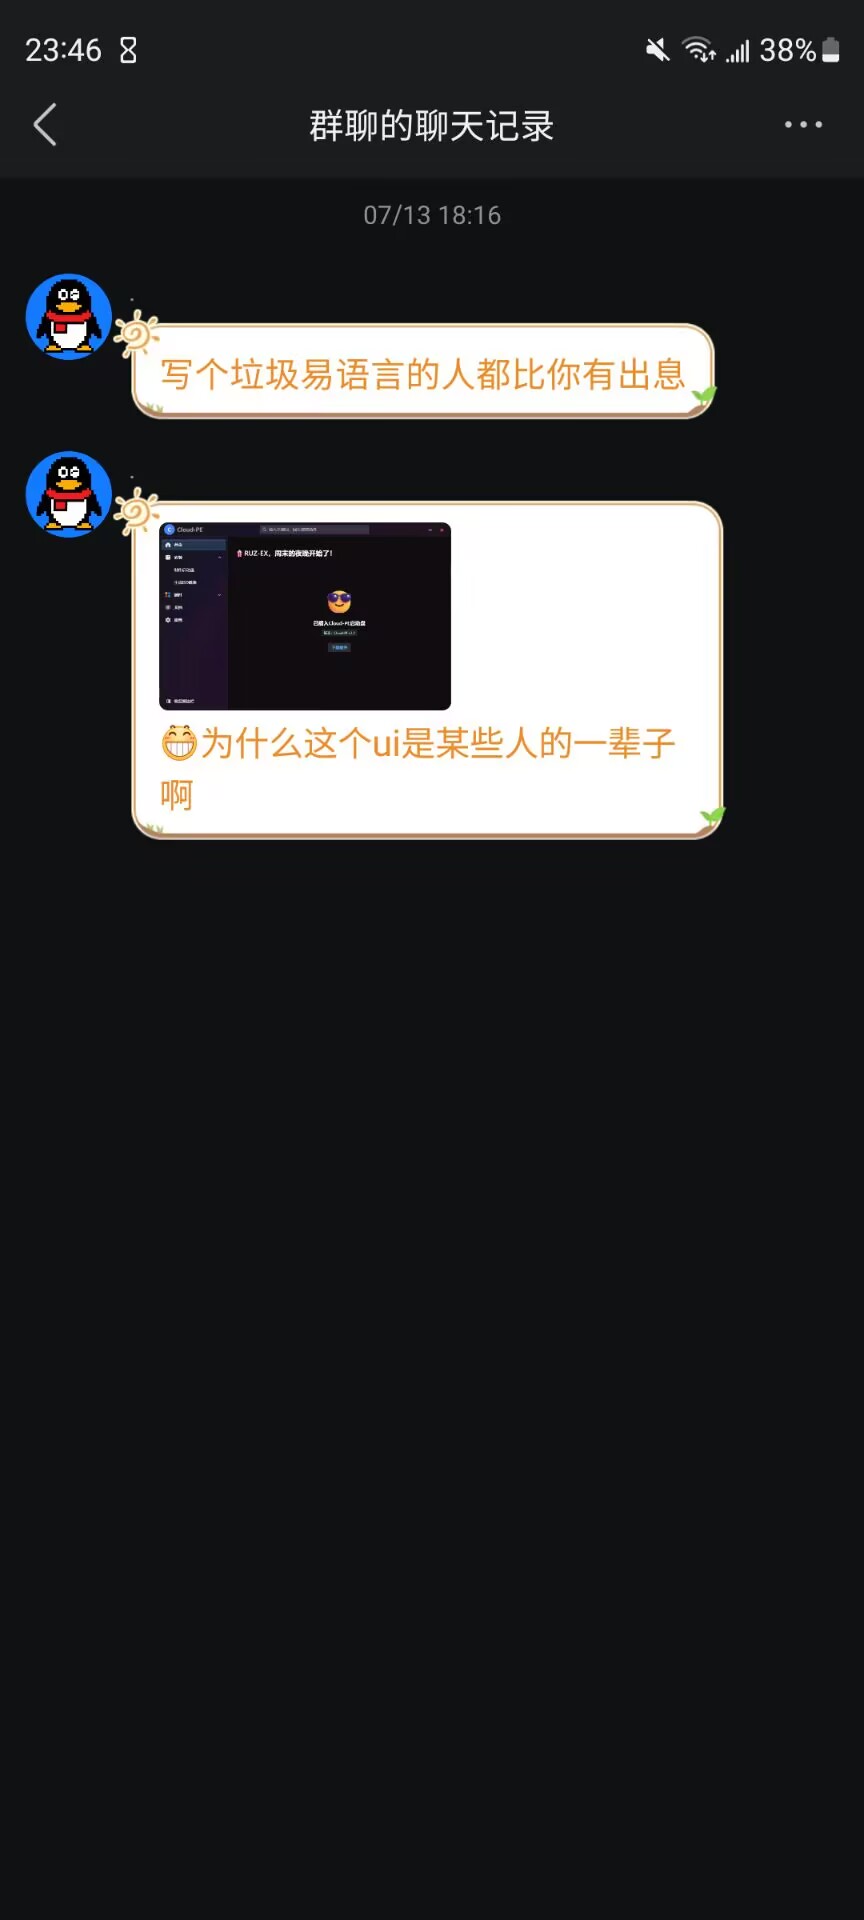 23:46
38%
群聊的聊天记录
07/13 18:16
写个垃圾易语言的人都比你有出息
Cloud-PE
RUZ-EX，周末的夜晚开始了！
已插入Cloud-PE启动盘
为什么这个ui是某些人的一辈子
啊